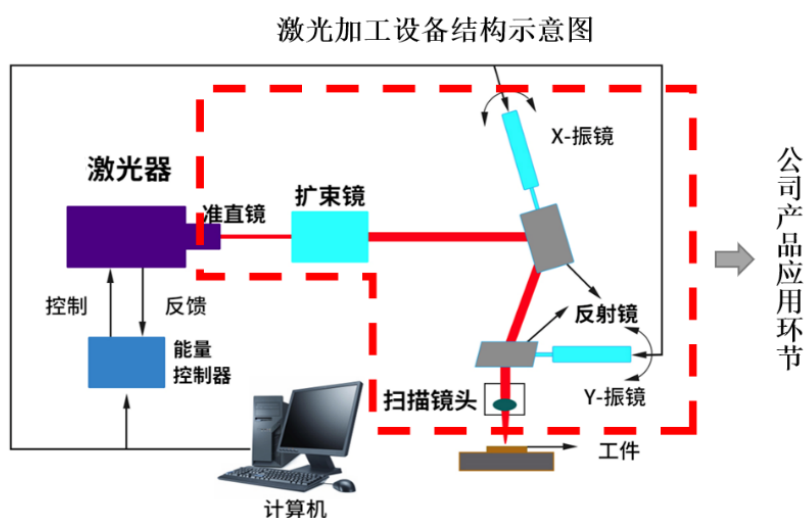 激光加工设备结构示意图
X-振镜
激光器
准直镜
扩束镜
控制
反馈
反射镜
能量
控制器
扫描镜头
Y-振镜
工件
计算机
公司产品应用环节